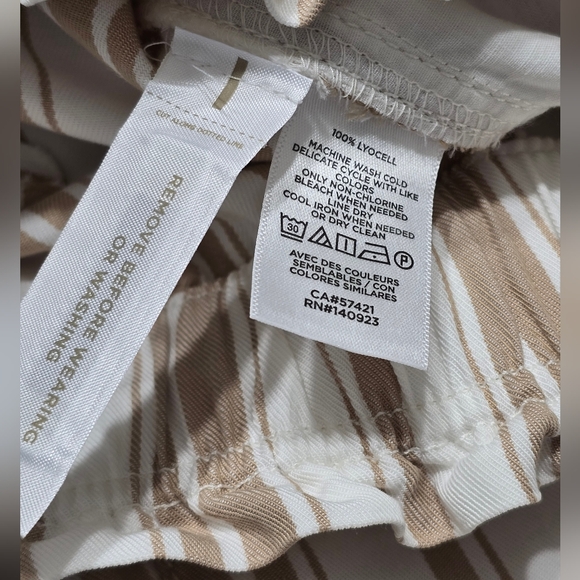 CUT ALONG DOTTED LINE
REMOVE BEFORE WEARING
OR WASHING
100% LYOCELL
MACHINE WASH COLD
DELICATE CYCLE WITH LIKE
COLORS
ONLY NON-CHLORINE
BLEACH WHEN NEEDED
LINE DRY
COOL IRON WHEN NEEDED
OR DRY CLEAN
30 P
AVEC DES COULEURS
SEMBLABLES / CON
COLORES SIMILARES
CA#57421
RN#140923